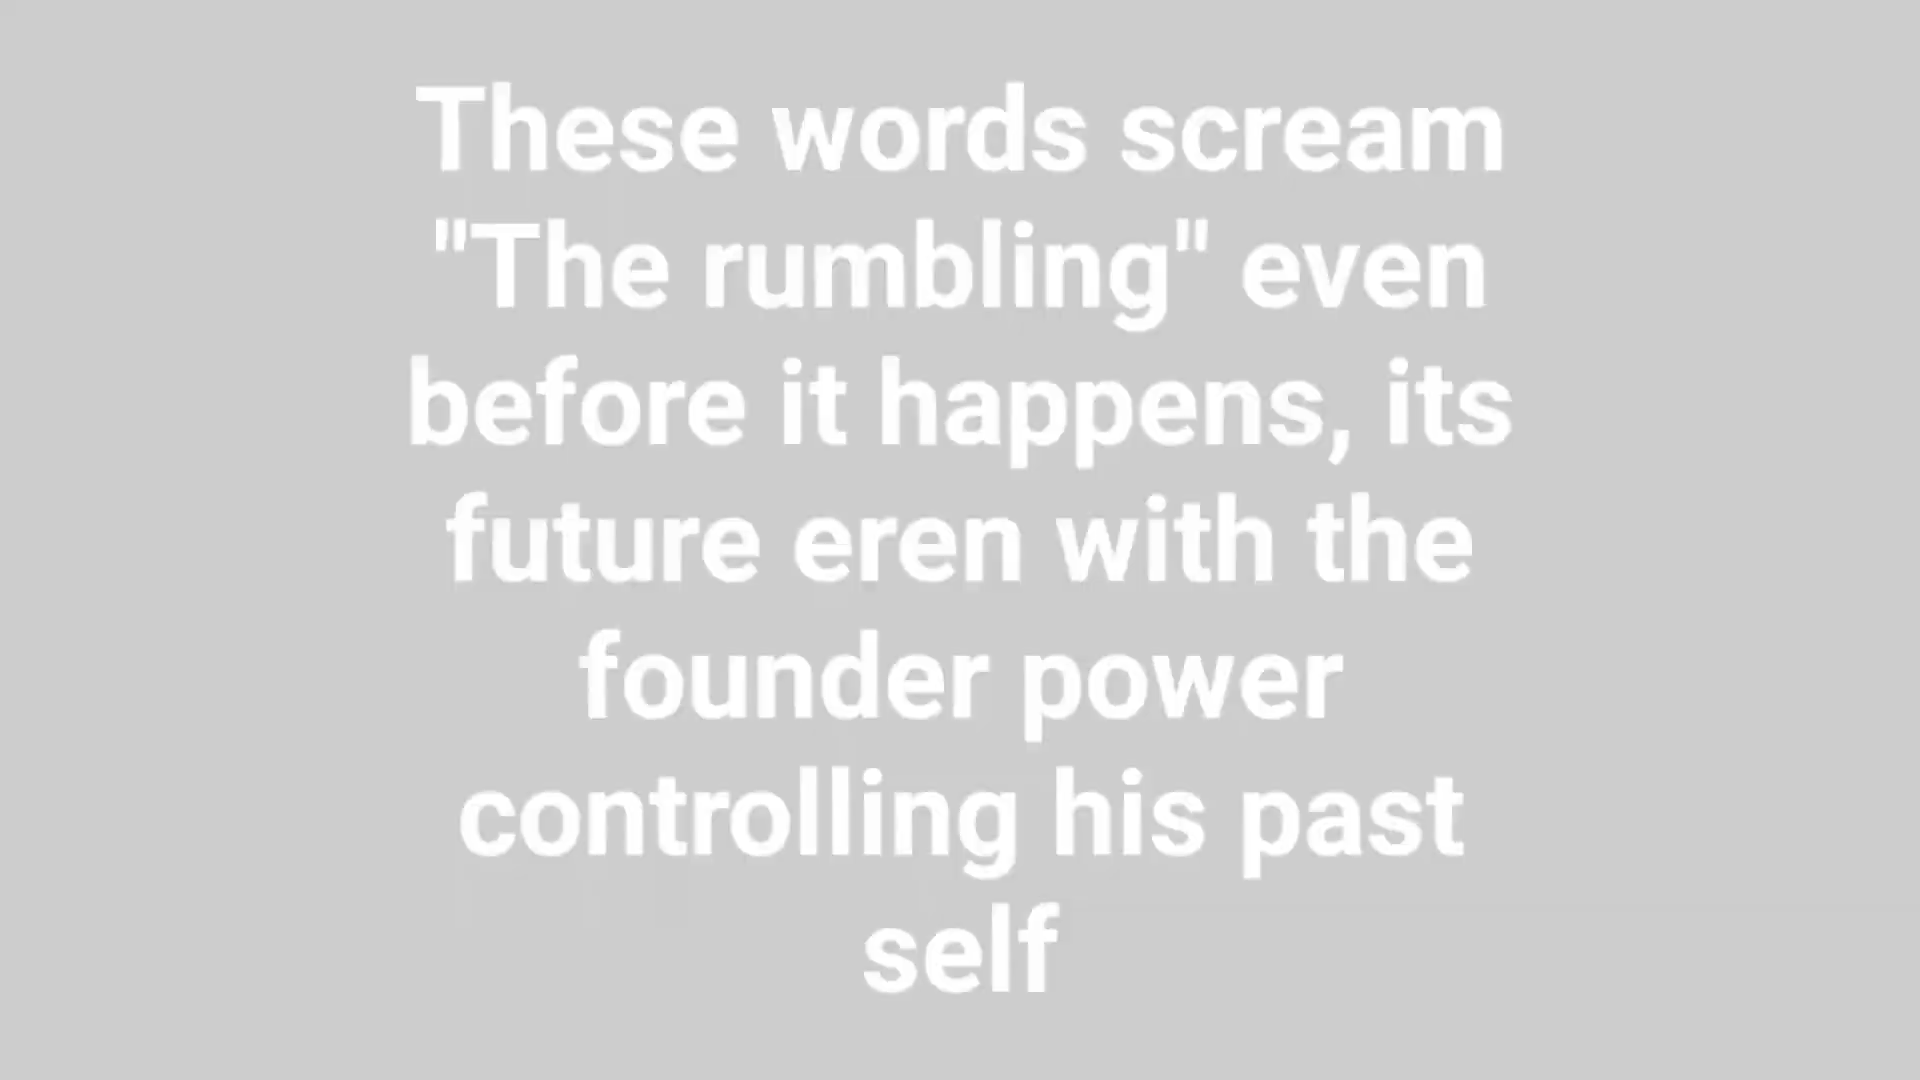 These words scream
"The rumbling" even
before it happens, its
future eren with the
founder power
controlling his past
self